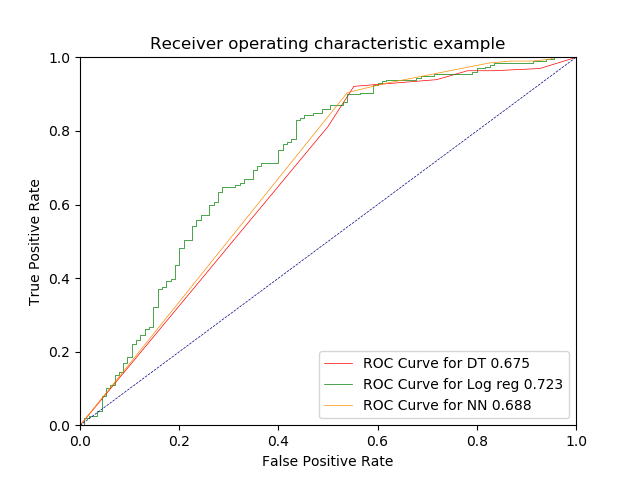 Receiver operating characteristic example
1.0
0.8
0.6
0.4
0.2
0.0
True Positive Rate
ROC Curve for DT 0.675
ROC Curve for Log reg 0.723
ROC Curve for NN 0.688
0.0 0.2 0.4 0.6 0.8 1.0
False Positive Rate